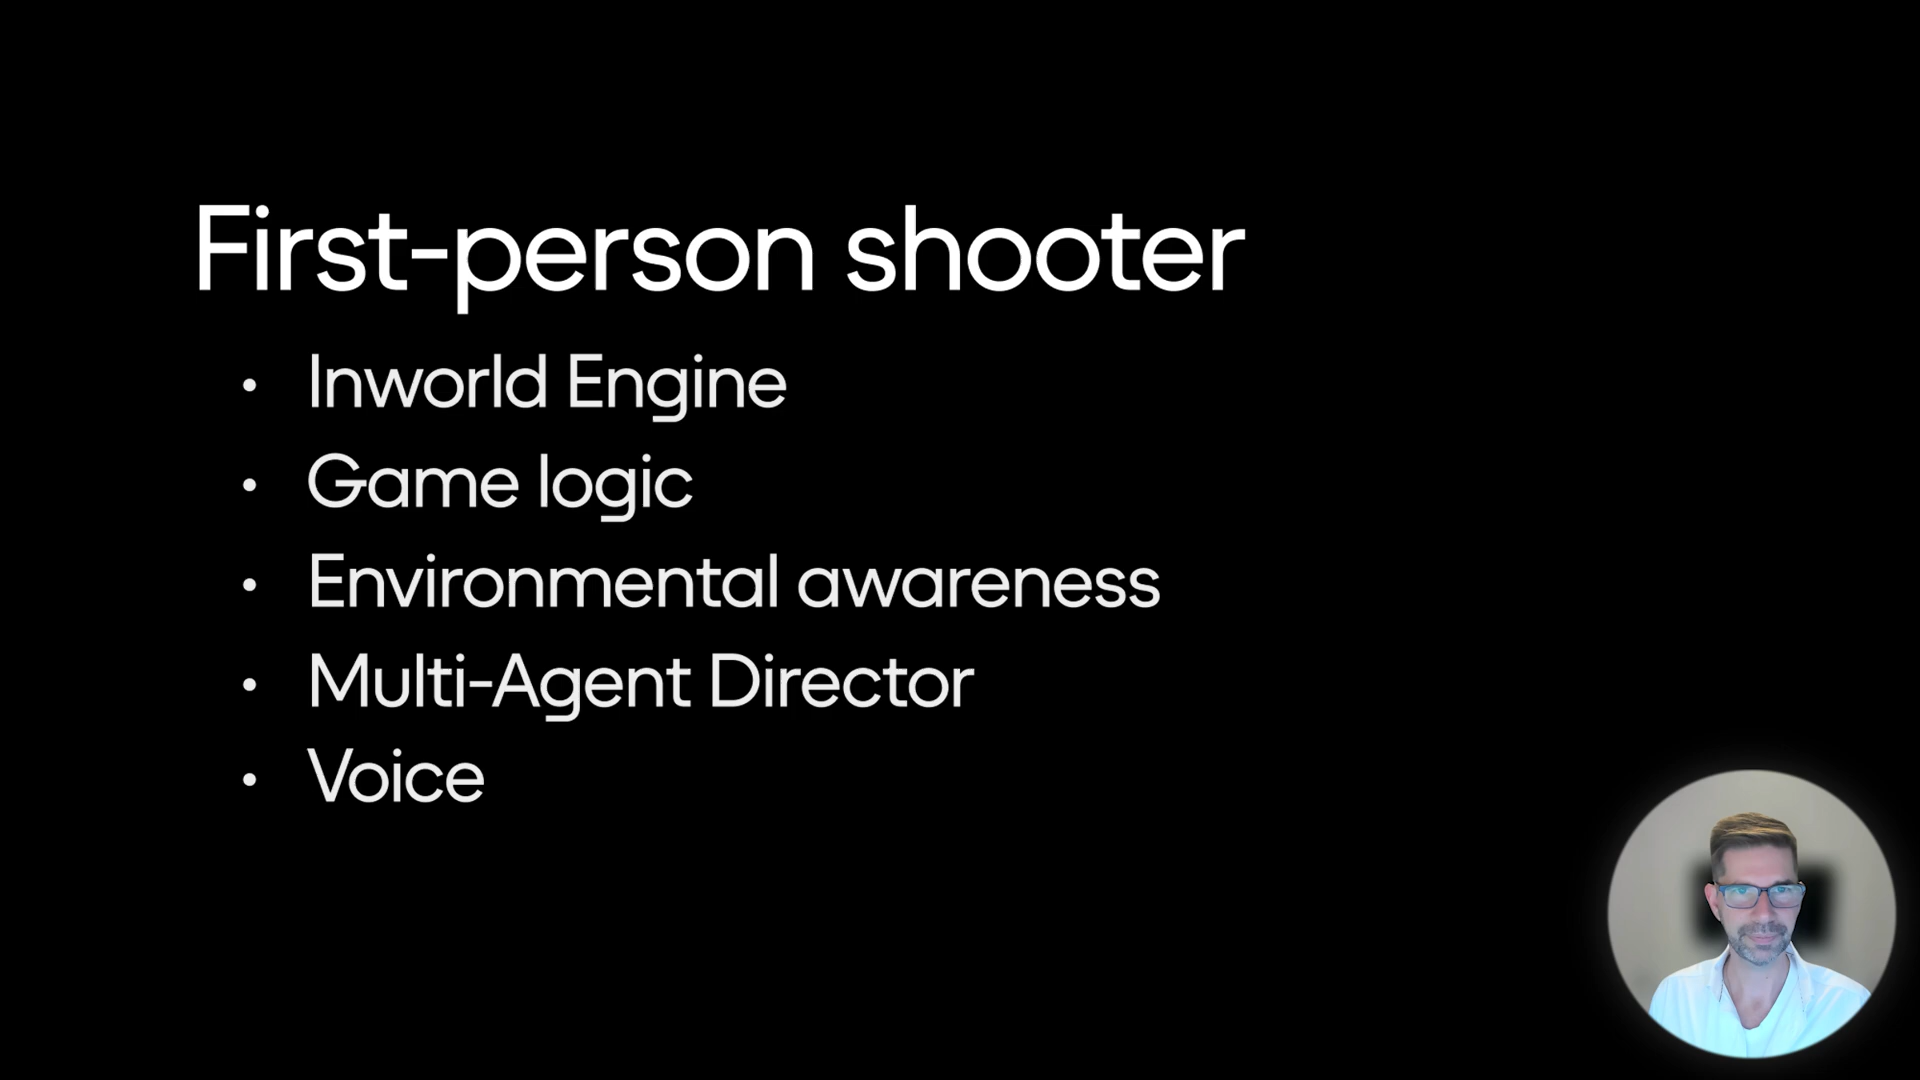 First-person shooter
• Inworld Engine
• Game logic
• Environmental awareness
• Multi-Agent Director
• Voice